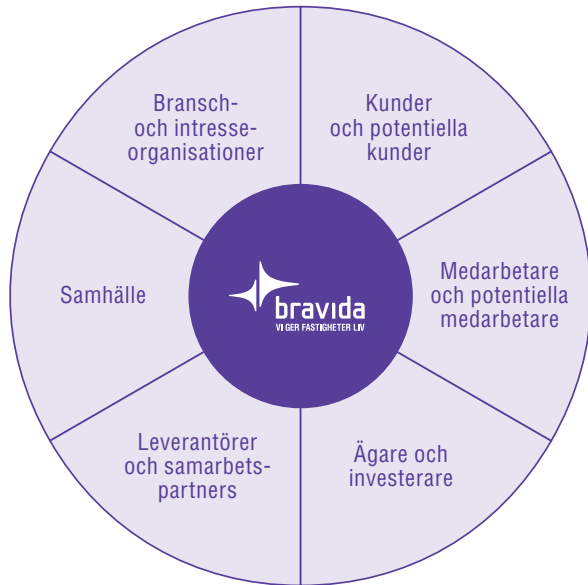 Bransch-
och intresse-
organisationer
Kunder
och potentiella
kunder
Samhälle
bravida
VI GER FASTIGHETER LIV
Medarbetare
och potentiella
medarbetare
Leverantörer
och samarbets-
partners
Ägare och
investerare